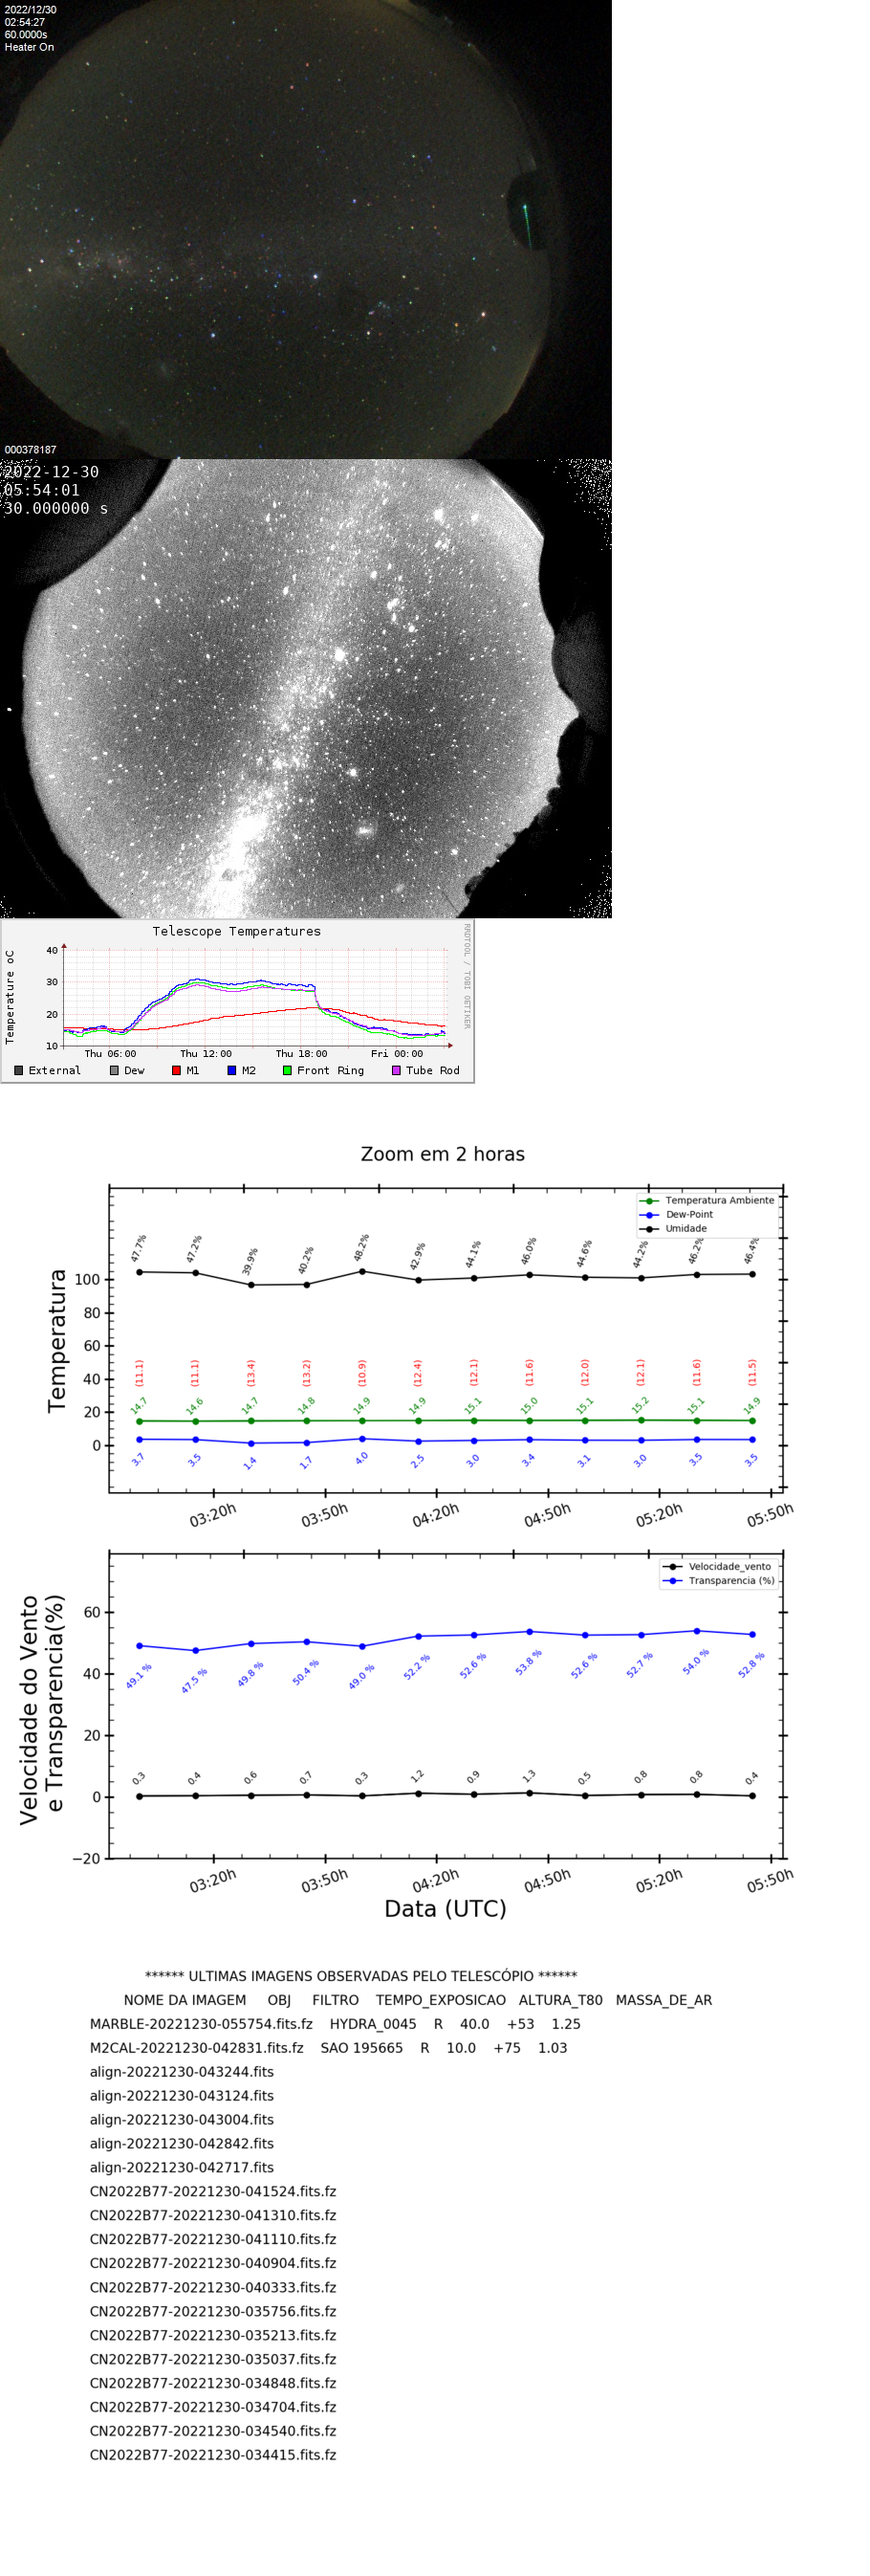 2022/12/30
02:54:27
60.0000s
Heater On
000378187
2022-12-30
05:54:01
30.000000 s
Telescope Temperatures
RRDTOOL / TOBI OETIKER
Temperature oC
40
30
20
10
Thu 06:00 Thu 12:00 Thu 18:00 Fri 00:00
External Dew M1 M2 Front Ring Tube Rod
Zoom em 2 horas
Temperatura Ambiente
Dew-Point
Umidade
47.7% 47.2% 39.9% 40.2% 48.2% 42.9% 44.1% 46.0% 44.6% 44.2% 46.2% 46.4%
Temperatura
100
80
60
40
20
0
(11.1) (11.1) (13.4) (13.2) (10.9) (12.4) (12.1) (11.6) (12.0) (12.1) (11.6) (11.5)
14.7 14.6 14.7 14.8 14.9 14.9 15.1 15.0 15.1 15.2 15.1 14.9
3.7 3.5 1.4 1.7 4.0 2.5 3.0 3.4 3.1 3.0 3.5 3.5
03:20h 03:50h 04:20h 04:50h 05:20h 05:50h
Velocidade_vento
Transparencia (%)
Velocidade do Vento
e Transparencia(%)
60
40
20
0
−20
49.1 % 47.5 % 49.8 % 50.4 % 49.0 % 52.2 % 52.6 % 53.8 % 52.6 % 52.7 % 54.0 % 52.8 %
0.3 0.4 0.6 0.7 0.3 1.2 0.9 1.3 0.5 0.8 0.8 0.4
03:20h 03:50h 04:20h 04:50h 05:20h 05:50h
Data (UTC)
****** ULTIMAS IMAGENS OBSERVADAS PELO TELESCÓPIO ******
NOME DA IMAGEM OBJ FILTRO TEMPO_EXPOSICAO ALTURA_T80 MASSA_DE_AR
MARBLE-20221230-055754.fits.fz HYDRA_0045 R 40.0 +53 1.25
M2CAL-20221230-042831.fits.fz SAO 195665 R 10.0 +75 1.03
align-20221230-043244.fits
align-20221230-043124.fits
align-20221230-043004.fits
align-20221230-042842.fits
align-20221230-042717.fits
CN2022B77-20221230-041524.fits.fz
CN2022B77-20221230-041310.fits.fz
CN2022B77-20221230-041110.fits.fz
CN2022B77-20221230-040904.fits.fz
CN2022B77-20221230-040333.fits.fz
CN2022B77-20221230-035756.fits.fz
CN2022B77-20221230-035213.fits.fz
CN2022B77-20221230-035037.fits.fz
CN2022B77-20221230-034848.fits.fz
CN2022B77-20221230-034704.fits.fz
CN2022B77-20221230-034540.fits.fz
CN2022B77-20221230-034415.fits.fz